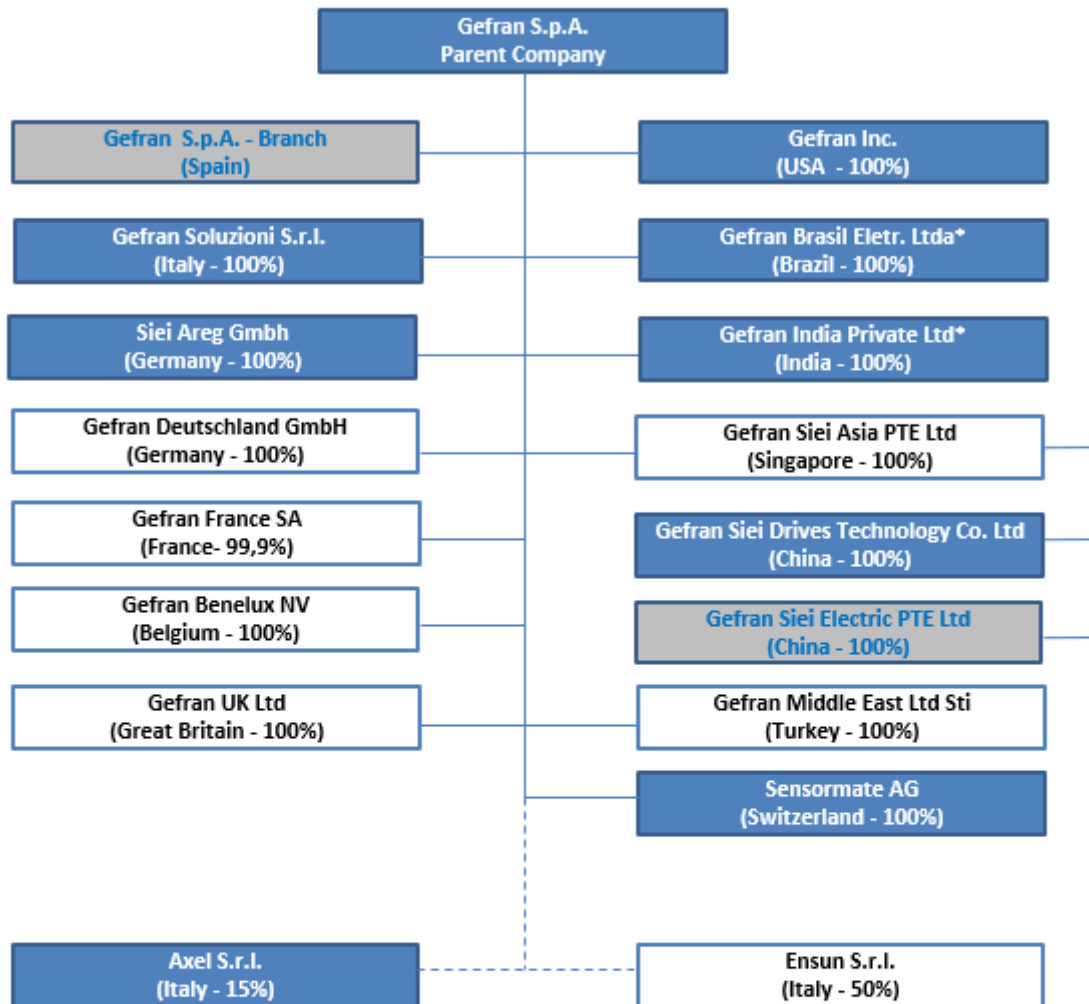 Gefran S.p.A.
Parent Company
Gefran S.p.A. - Branch
(Spain)
Gefran Inc.
(USA - 100%)
Gefran Soluzioni S.r.l.
(Italy - 100%)
Gefran Brasil Eletr. Ltda*
(Brazil - 100%)
Siei Areg Gmbh
(Germany - 100%)
Gefran India Private Ltd*
(India - 100%)
Gefran Deutschland GmbH
(Germany - 100%)
Gefran Siei Asia PTE Ltd
(Singapore - 100%)
Gefran France SA
(France- 99,9%)
Gefran Siei Drives Technology Co. Ltd
(China - 100%)
Gefran Benelux NV
(Belgium - 100%)
Gefran Siei Electric PTE Ltd
(China - 100%)
Gefran UK Ltd
(Great Britain - 100%)
Gefran Middle East Ltd Sti
(Turkey - 100%)
Sensormate AG
(Switzerland - 100%)
Axel S.r.l.
(Italy - 15%)
Ensun S.r.l.
(Italy - 50%)